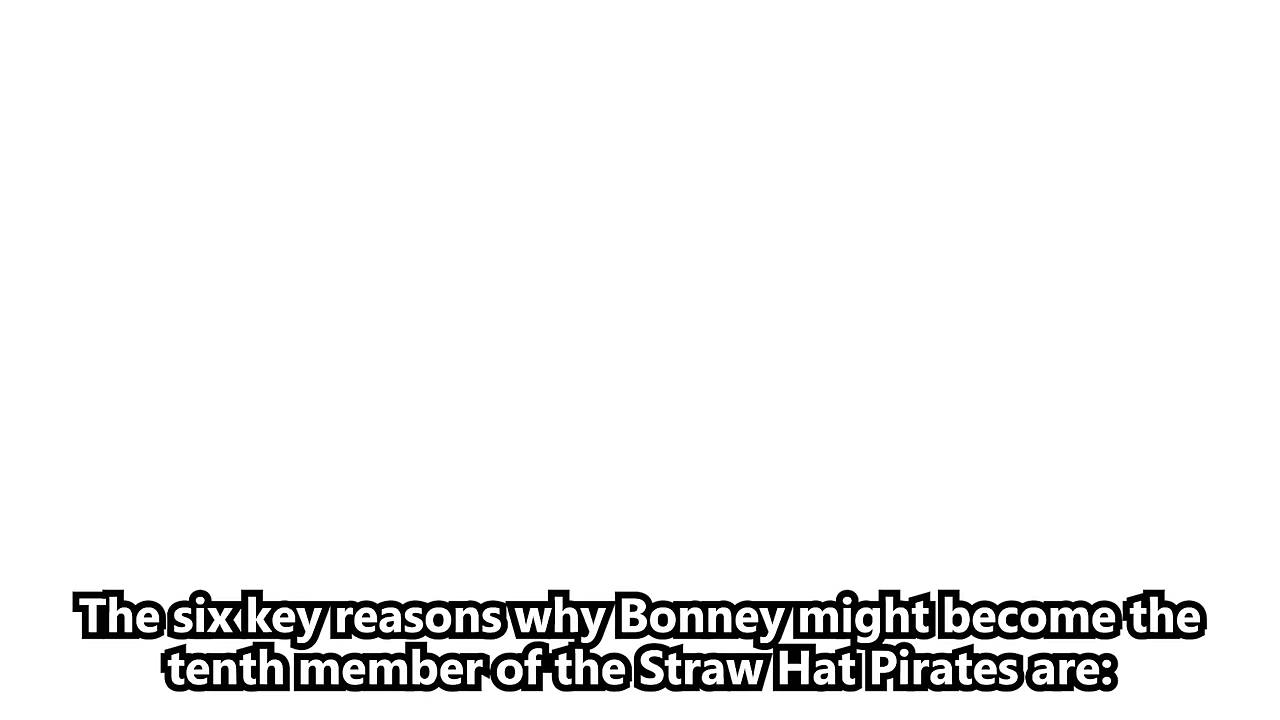 The six key reasons why Bonney might become the
tenth member of the Straw Hat Pirates are: